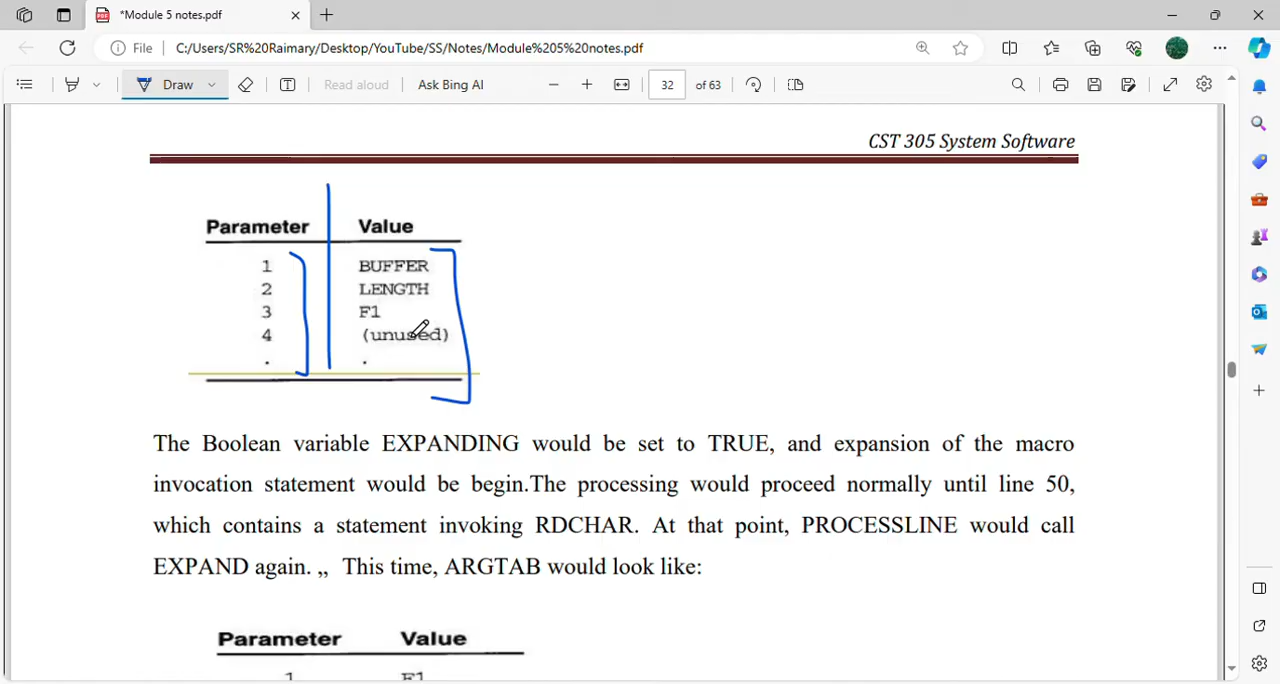 *Module 5 notes.pdf
File C:/Users/SR%20Raimary/Desktop/YouTube/SS/Notes/Module%205%20notes.pdf
Draw Read aloud Ask Bing AI 32 of 63
CST 305 System Software
Parameter Value
1 BUFFER
2 LENGTH
3 F1
4 (unused)
. .
The Boolean variable EXPANDING would be set to TRUE, and expansion of the macro
invocation statement would be begin.The processing would proceed normally until line 50,
which contains a statement invoking RDCHAR. At that point, PROCESSLINE would call
EXPAND again. „ This time, ARGTAB would look like:
Parameter Value
1 F1